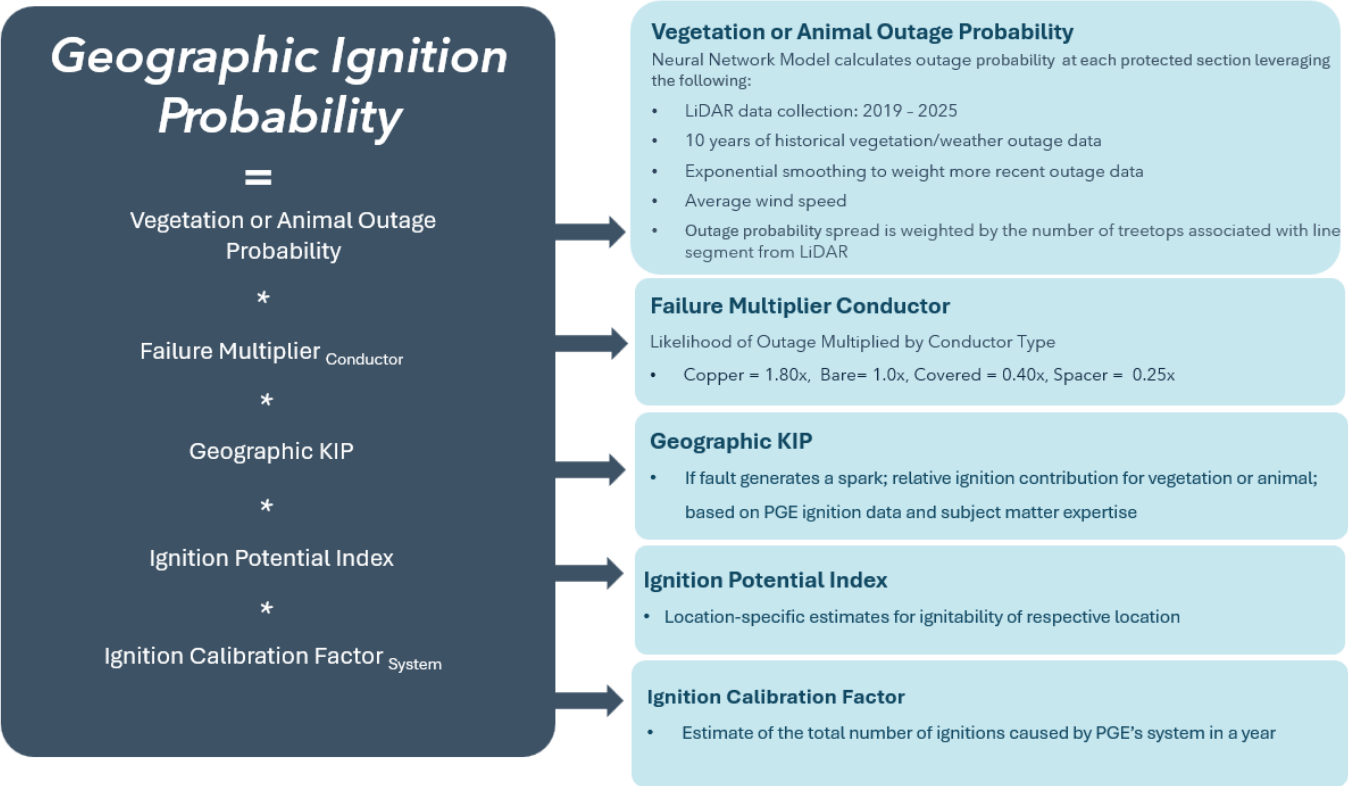 Geographic Ignition
Probability
=
Vegetation or Animal Outage
Probability
*
Failure Multiplier Conductor
*
Geographic KIP
*
Ignition Potential Index
*
Ignition Calibration Factor System
Vegetation or Animal Outage Probability
Neural Network Model calculates outage probability at each protected section leveraging
the following:
• LiDAR data collection: 2019 – 2025
• 10 years of historical vegetation/weather outage data
• Exponential smoothing to weight more recent outage data
• Average wind speed
• Outage probability spread is weighted by the number of treetops associated with line
segment from LiDAR
Failure Multiplier Conductor
Likelihood of Outage Multiplied by Conductor Type
• Copper = 1.80x, Bare= 1.0x, Covered = 0.40x, Spacer = 0.25x
Geographic KIP
• If fault generates a spark; relative ignition contribution for vegetation or animal;
based on PGE ignition data and subject matter expertise
Ignition Potential Index
• Location-specific estimates for ignitability of respective location
Ignition Calibration Factor
• Estimate of the total number of ignitions caused by PGE's system in a year